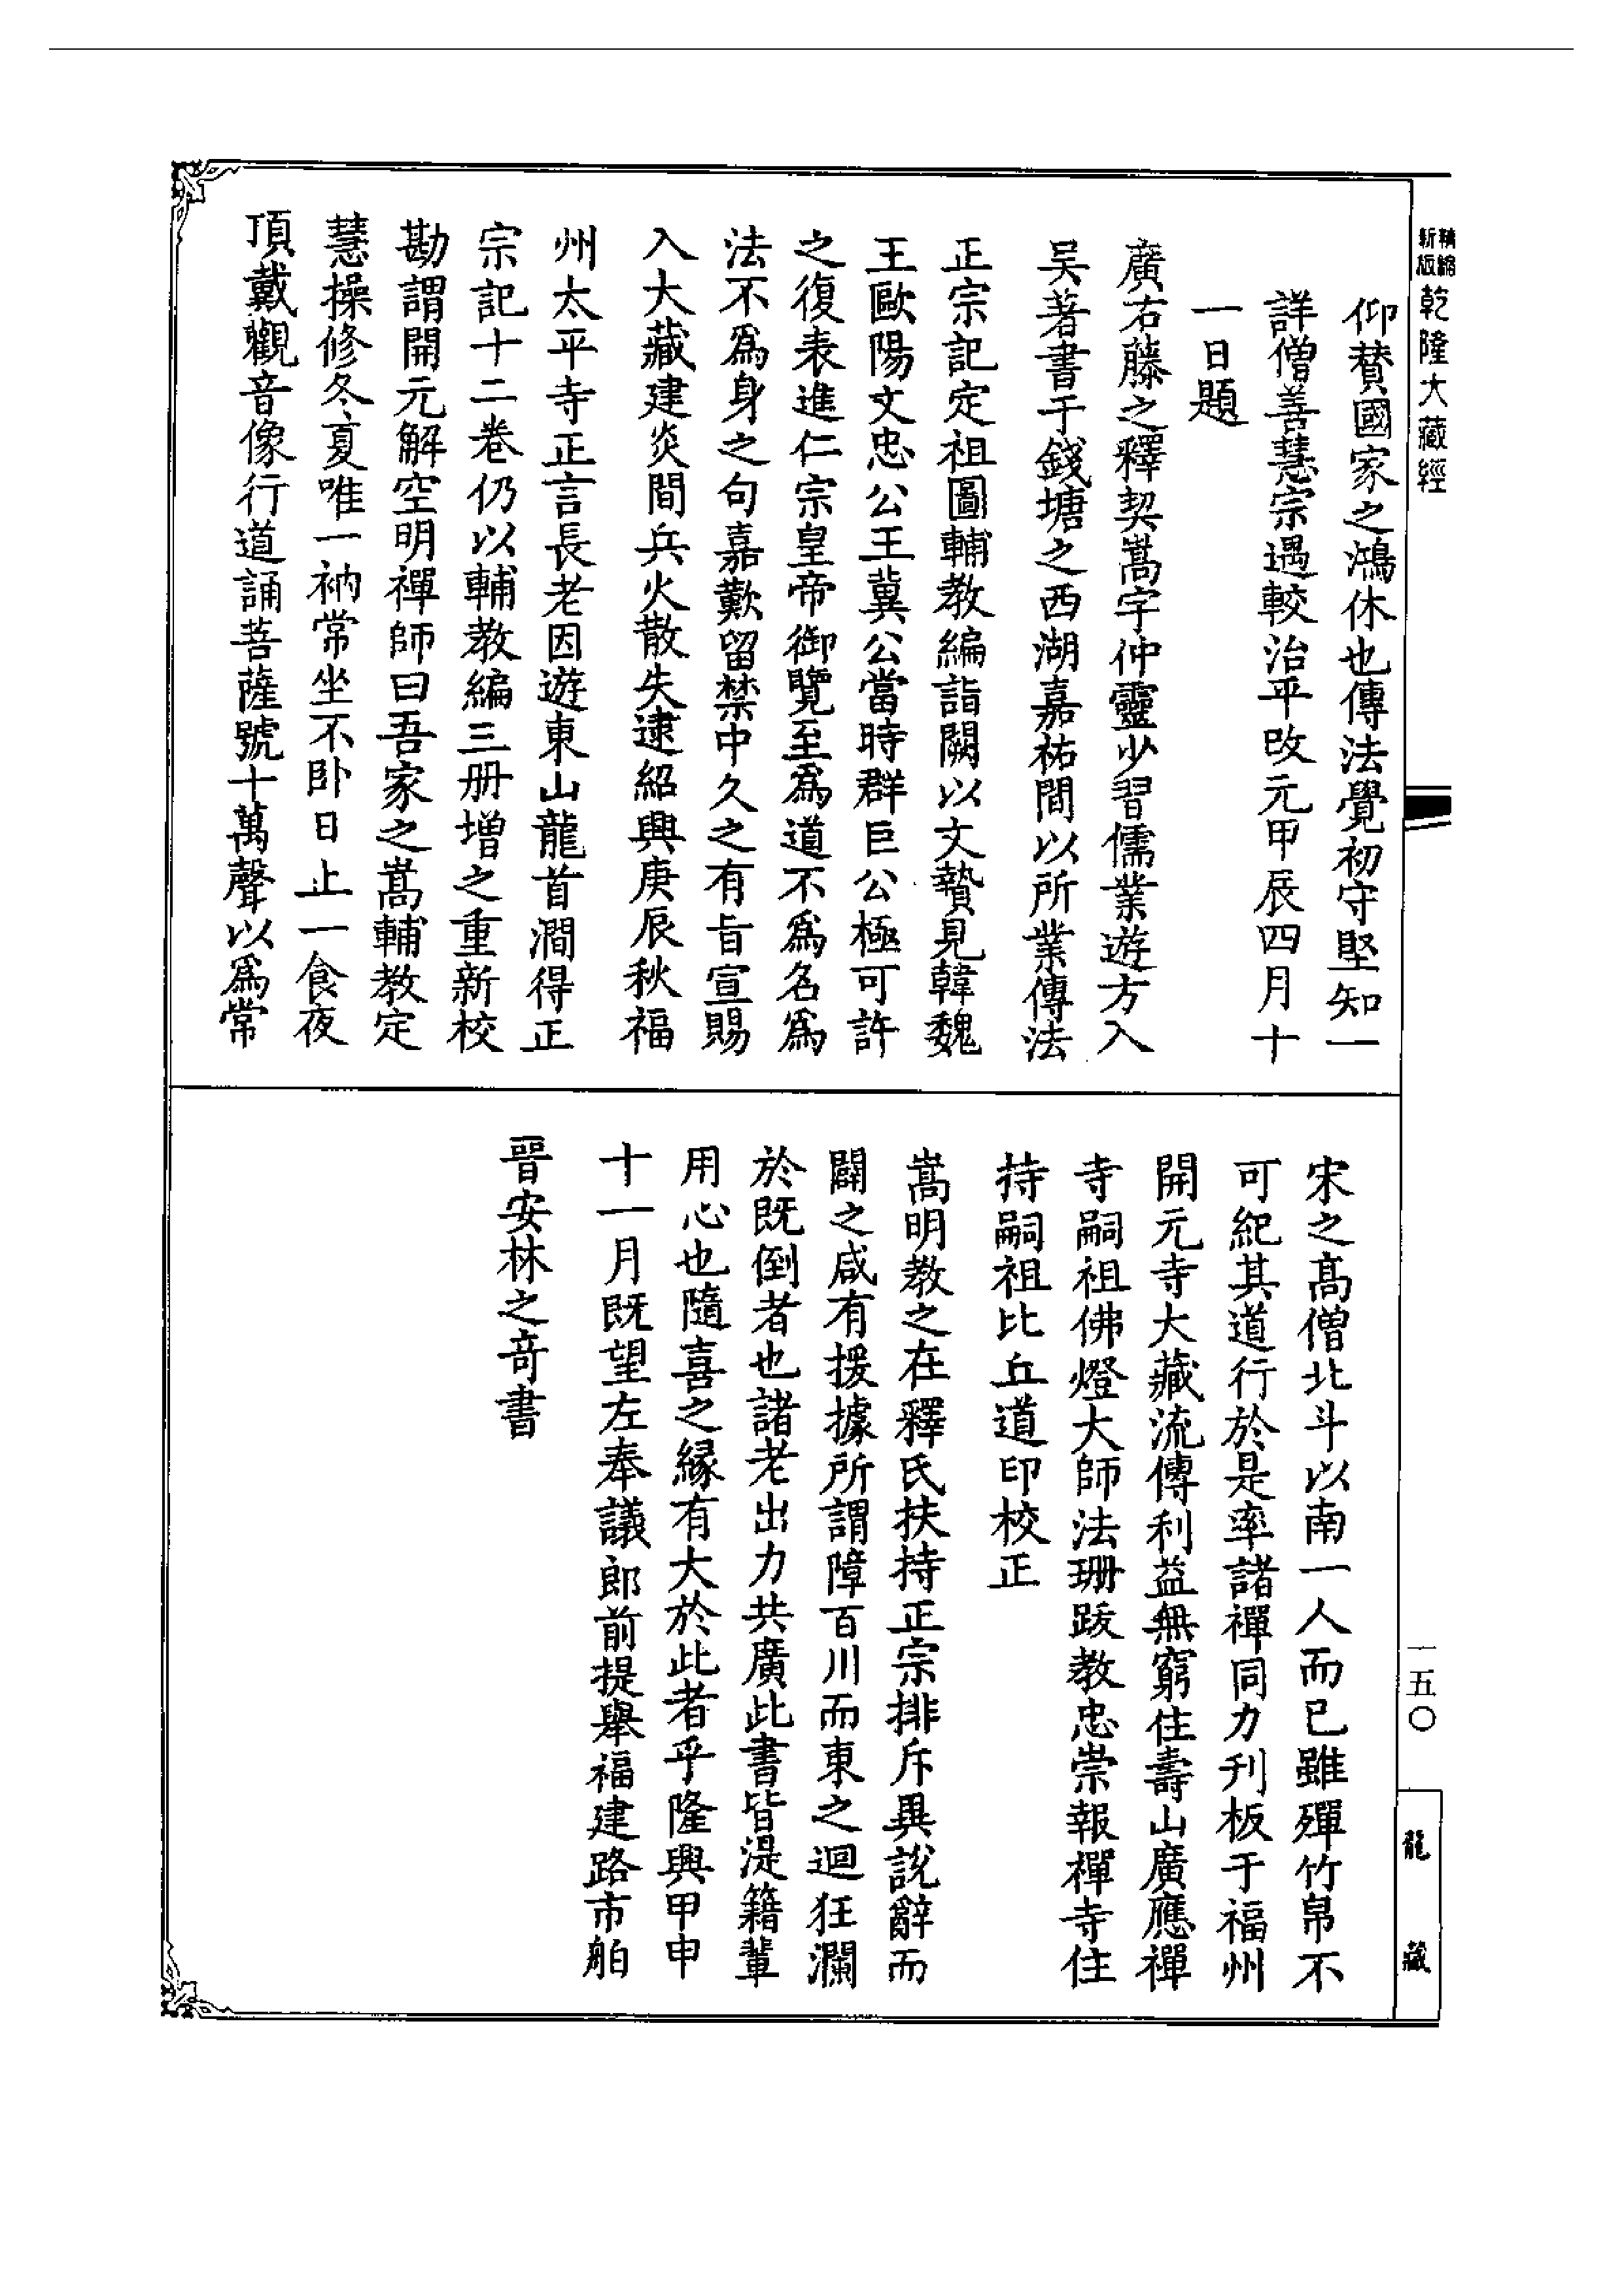 精縮
新版
乾隆大藏經
仰賛國家之鴻休也傳法覺初守堅知一
詳僧善慧宗遇較治平改元甲辰四月十
一日題
廣右藤之釋契嵩字仲靈少習儒業遊方入
吴著書于錢塘之西湖嘉祐間以所業傳法
正宗記定祖圖輔教編詣闕以文贄見韓魏
王歐陽文忠公王冀公當時群巨公極可許
之復表進仁宗皇帝御覽至爲道不爲名爲
法不爲身之句嘉歎留禁中久之有旨宣賜
入大藏建炎間兵火散失逮紹興庚辰秋福
州太平寺正言長老因遊東山龍首澗得正
宗記十二卷仍以輔教編三册增之重新校
勘謂開元解空明禪師曰吾家之嵩輔教定
慧操修冬夏唯一衲常坐不卧日止一食夜
頂戴觀音像行道誦菩薩號十萬聲以爲常
宋之髙僧北斗以南一人而已雖殫竹帛不
可紀其道行於是率諸禪同力刋板于福州
開元寺大藏流傳利益無窮住壽山廣應禪
寺嗣祖佛燈大師法珊跋教忠崇報禪寺住
持嗣祖比丘道印校正
嵩明教之在釋氏扶持正宗排斥異說辭而
闢之咸有援據所謂障百川而東之迴狂瀾
於既倒者也諸老出力共廣此書皆湜籍輩
用心也隨喜之縁有大於此者乎隆興甲申
十一月既望左奉議郎前提舉福建路市舶
晉安林之奇書
一五〇
龍藏